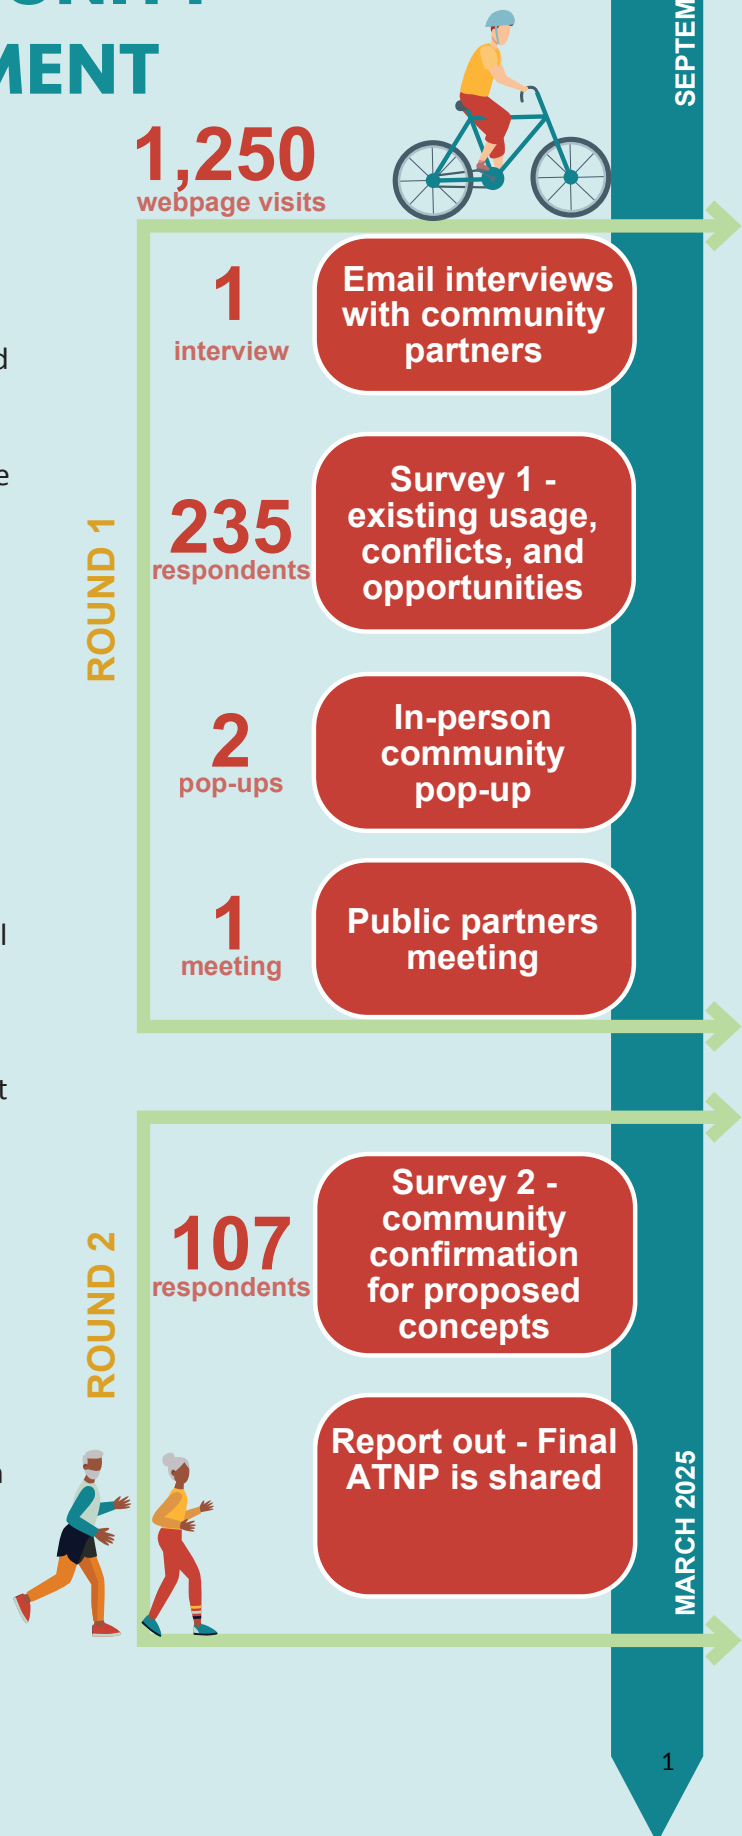 MENT
1,250
webpage visits
1
interview
Email interviews
with community
partners
ROUND 1
235
respondents
Survey 1 -
existing usage,
conflicts, and
opportunities
2
pop-ups
In-person
community
pop-up
1
meeting
Public partners
meeting
ROUND 2
107
respondents
Survey 2 -
community
confirmation
for proposed
concepts
Report out - Final
ATNP is shared
MARCH 2025
1